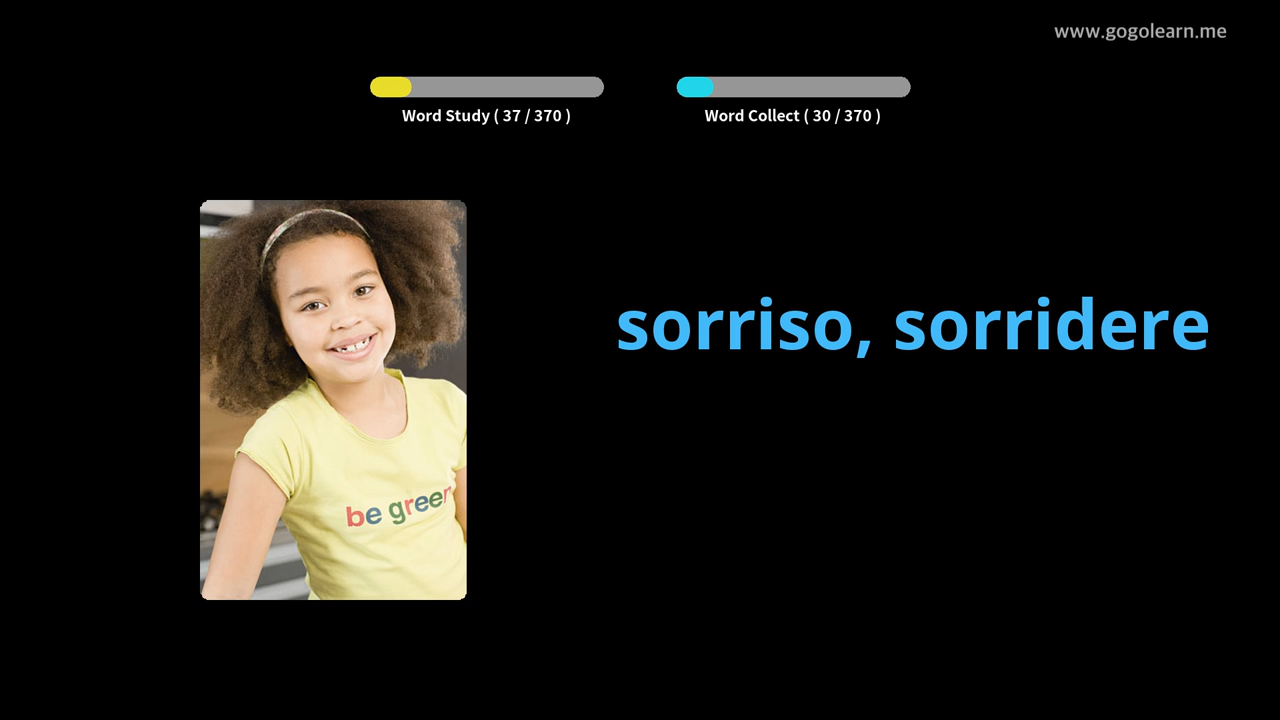 www.gogolearn.me
Word Study ( 37 / 370 )
Word Collect ( 30 / 370 )
sorriso, sorridere
be green